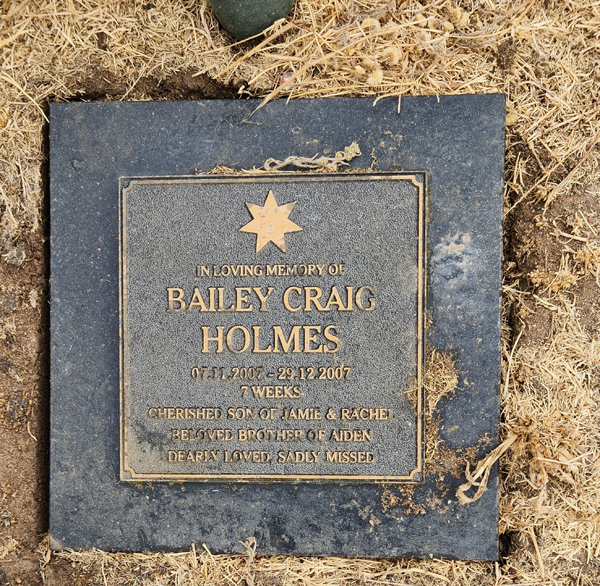 IN LOVING MEMORY OF
BAILEY CRAIG
HOLMES
07.11.2007 - 29.12.2007
7 WEEKS
CHERISHED SON OF JAMIE & RACHEL
BELOVED BROTHER OF AIDEN
DEARLY LOVED, SADLY MISSED